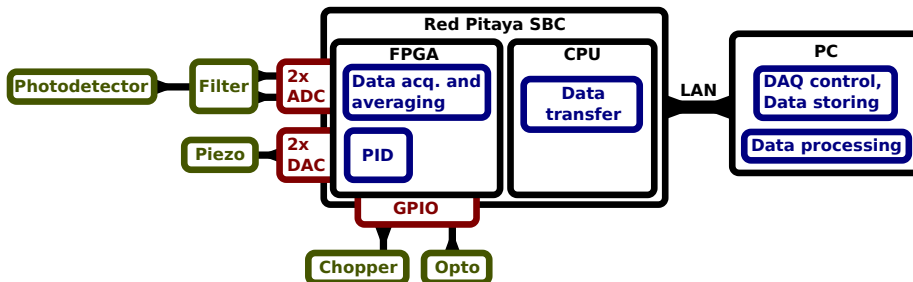 Red Pitaya SBC
FPGA
CPU
PC
Photodetector
Filter
2x
ADC
Data acq. and
averaging
Data
transfer
LAN
DAQ control,
Data storing
Piezo
2x
DAC
PID
Data processing
GPIO
Chopper
Opto